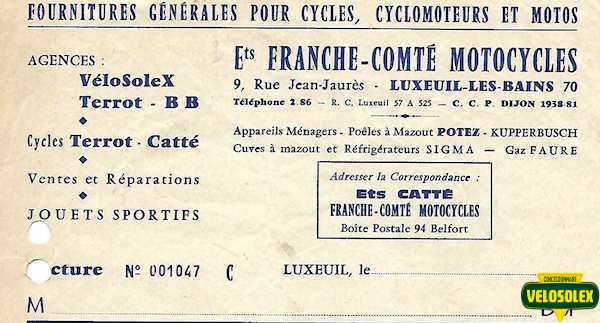 FOURNITURES GÉNÉRALES POUR CYCLES, CYCLOMOTEURS ET MOTOS
AGENCES :
VéloSoleX
Terrot - B B
Cycles Terrot - Catté
Ventes et Réparations
JOUETS SPORTIFS
Ets FRANCHE-COMTÉ MOTOCYCLES
9, Rue Jean-Jaurès - LUXEUIL-LES-BAINS 70
Téléphone 2.86 — R. C. Luxeuil 57 A 525 — C. C. P. DIJON 1938-81
Appareils Ménagers - Poêles à Mazout POTEZ - KUPPERBUSCH
Cuves à mazout et Réfrigérateurs SIGMA — Gaz FAURE
Adresser la Correspondance :
Ets CATTÉ
FRANCHE-COMTÉ MOTOCYCLES
Boîte Postale 94 Belfort
cture Nº 001047 C LUXEUIL, le
M
CONCESSIONNAIRE
VELOSOLEX